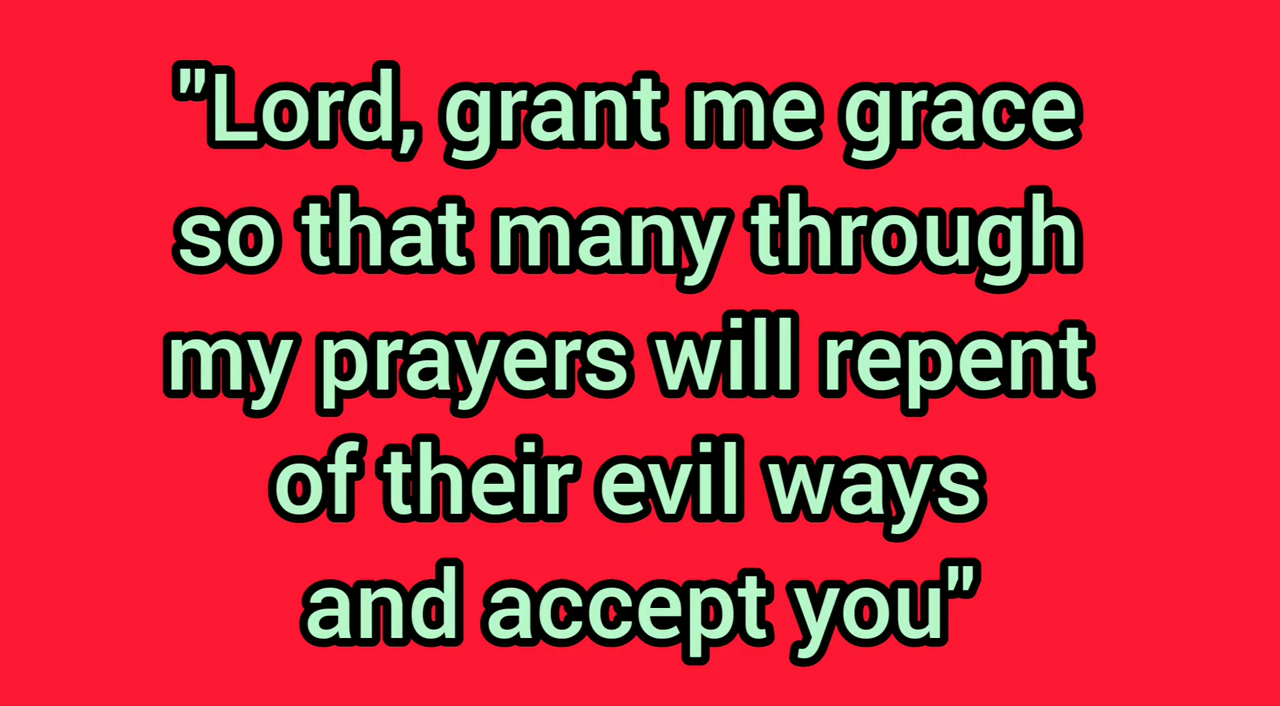 "Lord, grant me grace
so that many through
my prayers will repent
of their evil ways
and accept you"